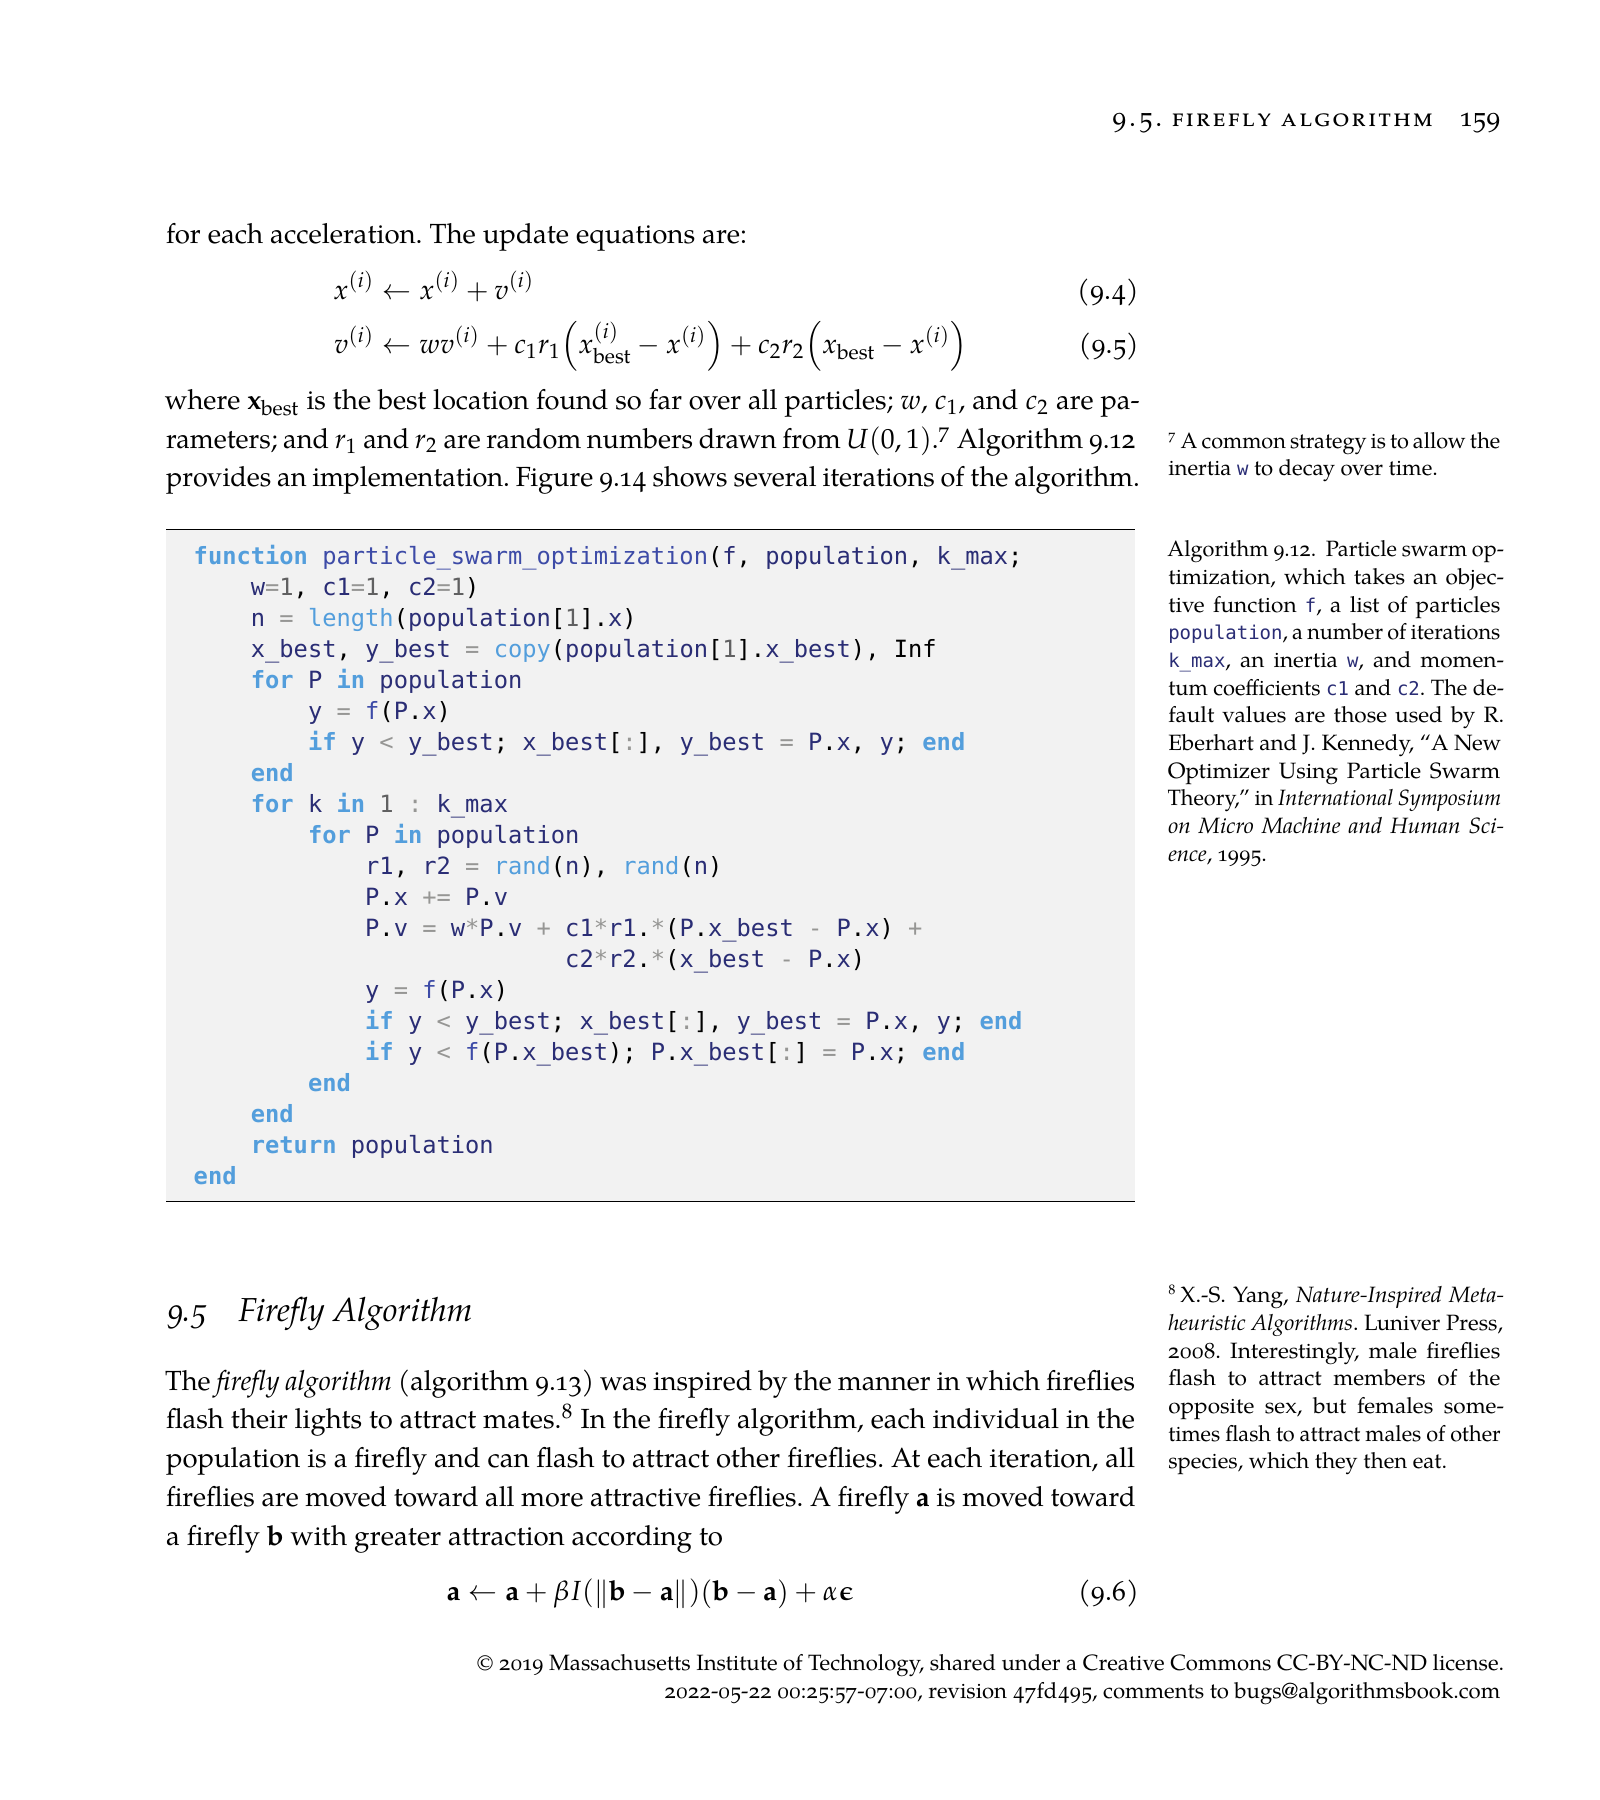 9.5. FIREFLY ALGORITHM 159
for each acceleration. The update equations are:
x^(i) ← x^(i) + v^(i) (9.4)
v^(i) ← wv^(i) + c₁r₁(x_best^(i) − x^(i)) + c₂r₂(x_best − x^(i)) (9.5)
where x_best is the best location found so far over all particles; w, c₁, and c₂ are pa-
rameters; and r₁ and r₂ are random numbers drawn from U(0, 1).⁷ Algorithm 9.12
provides an implementation. Figure 9.14 shows several iterations of the algorithm.
⁷ A common strategy is to allow the
inertia w to decay over time.
function particle_swarm_optimization(f, population, k_max;
    w=1, c1=1, c2=1)
    n = length(population[1].x)
    x_best, y_best = copy(population[1].x_best), Inf
    for P in population
        y = f(P.x)
        if y < y_best; x_best[:], y_best = P.x, y; end
    end
    for k in 1 : k_max
        for P in population
            r1, r2 = rand(n), rand(n)
            P.x += P.v
            P.v = w*P.v + c1*r1.*(P.x_best - P.x) +
                          c2*r2.*(x_best - P.x)
            y = f(P.x)
            if y < y_best; x_best[:], y_best = P.x, y; end
            if y < f(P.x_best); P.x_best[:] = P.x; end
        end
    end
    return population
end
Algorithm 9.12. Particle swarm op-
timization, which takes an objec-
tive function f, a list of particles
population, a number of iterations
k_max, an inertia w, and momen-
tum coefficients c1 and c2. The de-
fault values are those used by R.
Eberhart and J. Kennedy, “A New
Optimizer Using Particle Swarm
Theory,” in International Symposium
on Micro Machine and Human Sci-
ence, 1995.
9.5 Firefly Algorithm
The firefly algorithm (algorithm 9.13) was inspired by the manner in which fireflies
flash their lights to attract mates.⁸ In the firefly algorithm, each individual in the
population is a firefly and can flash to attract other fireflies. At each iteration, all
fireflies are moved toward all more attractive fireflies. A firefly a is moved toward
a firefly b with greater attraction according to
a ← a + βI(‖b − a‖)(b − a) + αϵ (9.6)
⁸ X.-S. Yang, Nature-Inspired Meta-
heuristic Algorithms. Luniver Press,
2008. Interestingly, male fireflies
flash to attract members of the
opposite sex, but females some-
times flash to attract males of other
species, which they then eat.
© 2019 Massachusetts Institute of Technology, shared under a Creative Commons CC-BY-NC-ND license.
2022-05-22 00:25:57-07:00, revision 47fd495, comments to bugs@algorithmsbook.com